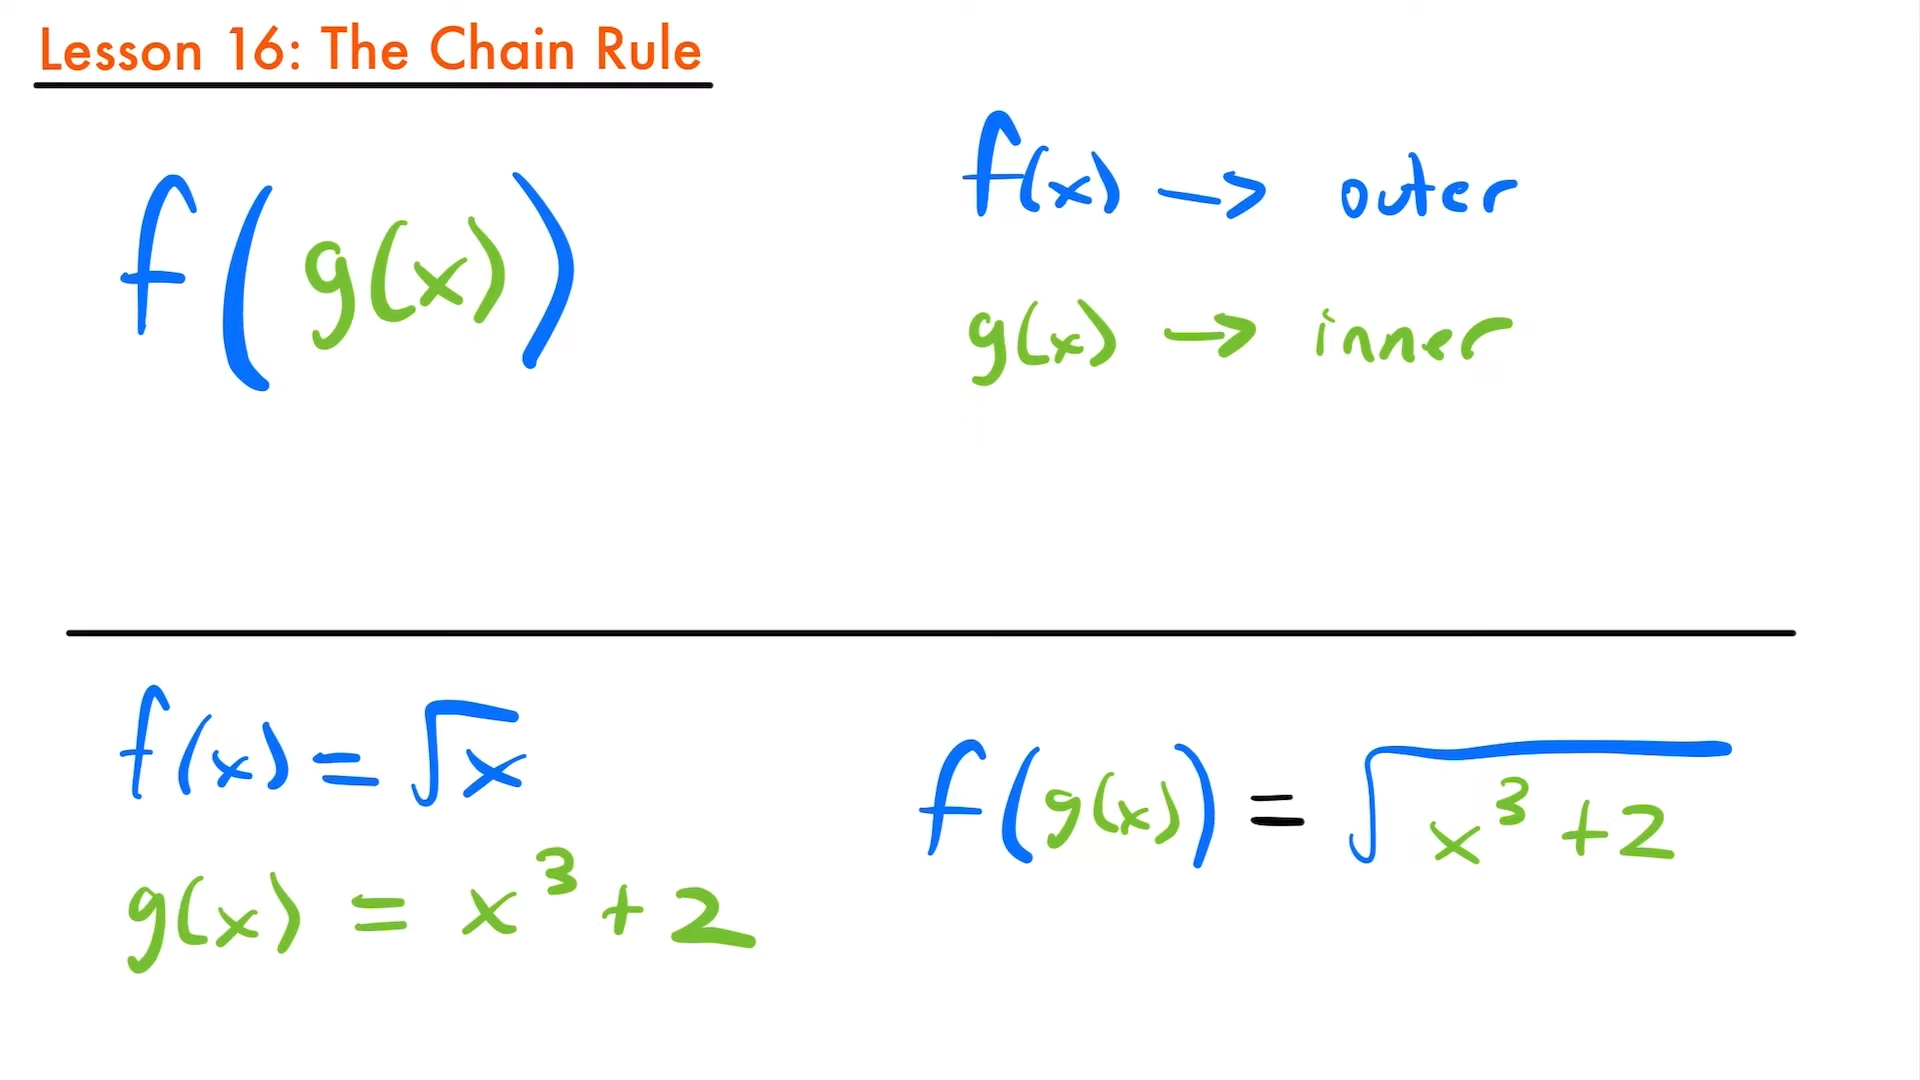 Lesson 16: The Chain Rule
f(g(x))
f(x) → outer
g(x) → inner
f(x) = √x
g(x) = x³ + 2
f(g(x)) = √(x³ + 2)